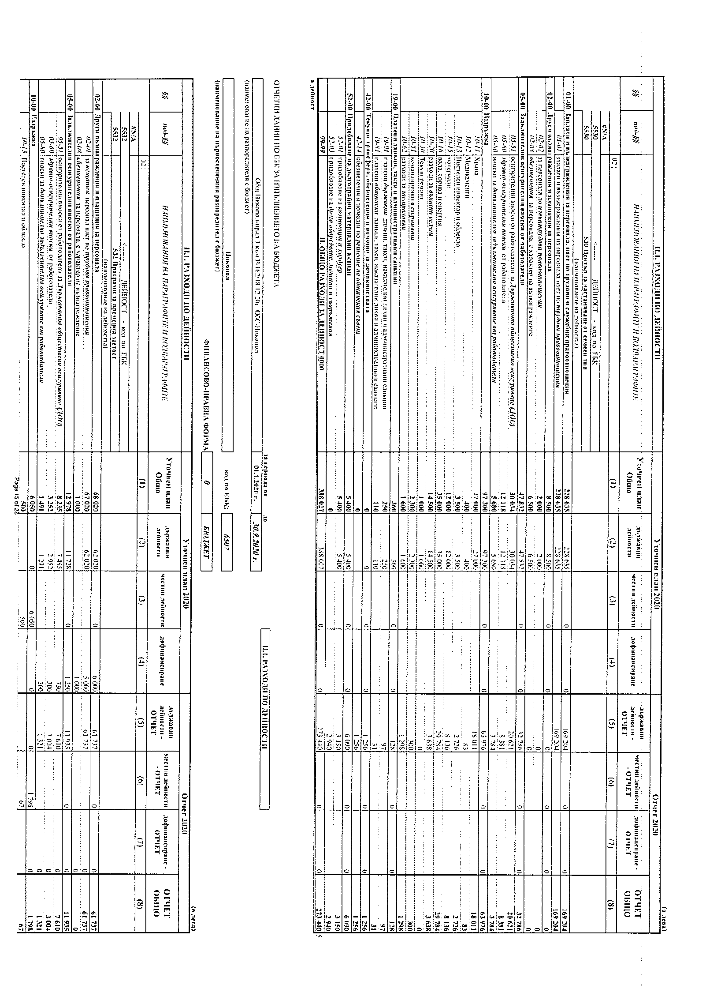 (в лева)
ІІ.1. РАЗХОДИ ПО ДЕЙНОСТИ Уточнен план 2020 Отчет 2020
§§ под-§§ НАИМЕНОВАНИЯ НА ПАРАГРАФИТЕ И ПОДПАРАГРАФИТЕ Уточнен план Общо държавни дейности местни дейности дофинансиране държавни дейности - ОТЧЕТ местни дейности - ОТЧЕТ дофинансиране - ОТЧЕТ ОТЧЕТ ОБЩО
02: (1) (2) (3) (4) (5) (6) (7) (8)
#N/A
5530 <------ ДЕЙНОСТ - код по ЕБК
5530 530 Център за настаняване от семеен тип
(наименование на дейността)
01-00 Заплати и възнаграждения за персонала, нает по трудови и служебни правоотношения 228 635 228 635 0 0 169 204 0 0 169 204
01-01 заплати и възнаграждения на персонала нает по трудови правоотношения 228 635 228 635 169 204 169 204
02-00 Други възнаграждения и плащания за персонала 8 500 8 500 0 0 0 0 0 0
02-02 за персонала по извънтрудови правоотношения 2 000 2 000 0 0
02-08 обезщетения за персонала, с характер на възнаграждение 6 500 6 500 0 0
05-00 Задължителни осигурителни вноски от работодатели 47 832 47 832 0 0 32 786 0 0 32 786
05-51 осигурителни вноски от работодатели за Държавното обществено осигуряване (ДОО) 30 034 30 034 20 621 20 621
05-60 здравно-осигурителни вноски от работодатели 12 118 12 118 8 381 8 381
05-80 вноски за допълнително задължително осигуряване от работодатели 5 680 5 680 3 784 3 784
10-00 Издръжка 97 300 97 300 0 0 63 976 0 0 63 976
10-11 Храна 27 000 27 000 18 011 18 011
10-12 Медикаменти 400 400 83 83
10-13 Постелен инвентар и облекло 3 500 3 500 2 726 2 726
10-15 материали 12 000 12 000 8 136 8 136
10-16 вода, горива и енергия 35 000 35 000 29 784 29 784
10-20 разходи за външни услуги 14 500 14 500 3 638 3 638
10-30 Текущ ремонт 1 000 1 000 0 0
10-51 командировки в страната 2 300 2 300 300 300
10-62 разходи за застраховки 1 600 1 600 1 298 1 298
19-00 Платени данъци, такси и административни санкции 360 360 0 0 128 0 0 128
19-01 платени държавни данъци, такси, наказателни лихви и административни санкции 250 250 97 97
19-81 платени общински данъци, такси, наказателни лихви и административни санкции 110 110 31 31
42-00 Текущи трансфери, обезщетения и помощи за домакинствата 0 0 0 0 1 256 0 0 1 256
42-14 обезщетения и помощи по решение на общинския съвет 0 1 256 1 256
52-00 Придобиване на дълготрайни материални активи 5 400 5 400 0 0 6 090 0 0 6 090
52-01 придобиване на компютри и хардуер 5 400 5 400 3 150 3 150
52-03 придобиване на друго оборудване, машини и съоръжения 0 2 940 2 940
99-99 ІІ. ОБЩО РАЗХОДИ ЗА ДЕЙНОСТ 0000 388 027 388 027 0 0 273 440 0 0 273 440
а дейност
ОТЧЕТНИ ДАННИ ПО ЕБК ЗА ИЗПЪЛНЕНИЕТО НА БЮДЖЕТА
за периода от до ІІ.1. РАЗХОДИ ПО ДЕЙНОСТИ
Общ. Никопол-прил 3 към Р-162/18.12.20г. ОбС-Никопол 01.1.2020 г. 30.9.2020 г.
(наименование на разпоредителя с бюджет)
Никопол код по ЕБК: 6507
(наименование на първостепенния разпоредител с бюджет)
ФИНАНСОВО-ПРАВНА ФОРМА 0 БЮДЖЕТ
(в лева)
ІІ.1. РАЗХОДИ ПО ДЕЙНОСТИ Уточнен план 2020 Отчет 2020
§§ под-§§ НАИМЕНОВАНИЯ НА ПАРАГРАФИТЕ И ПОДПАРАГРАФИТЕ Уточнен план Общо държавни дейности местни дейности дофинансиране държавни дейности - ОТЧЕТ местни дейности - ОТЧЕТ дофинансиране - ОТЧЕТ ОТЧЕТ ОБЩО
02: (1) (2) (3) (4) (5) (6) (7) (8)
#N/A
5532 <------ ДЕЙНОСТ - код по ЕБК
5532 532 Програми за временна заетост
(наименование на дейността)
02-00 Други възнаграждения и плащания за персонала 68 020 62 020 0 6 000 61 737 0 0 61 737
02-01 за нещатен персонал нает по трудови правоотношения 67 020 62 020 5 000 61 737 0 61 737
02-08 обезщетения за персонала, с характер на възнаграждение 1 000 1 000 0 0
05-00 Задължителни осигурителни вноски от работодатели 12 978 11 728 0 1 250 11 935 0 0 11 935
05-51 осигурителни вноски от работодатели за Държавното обществено осигуряване (ДОО) 8 235 7 485 750 7 610 0 7 610
05-60 здравно-осигурителни вноски от работодатели 3 252 2 952 300 3 004 0 3 004
05-80 вноски за допълнително задължително осигуряване от работодатели 1 491 1 291 200 1 321 0 1 321
10-00 Издръжка 6 050 0 6 050 0 0 1 798 0 1 798
10-13 Постелен инвентар и облекло 500 500 67 67
Page 15 of 28